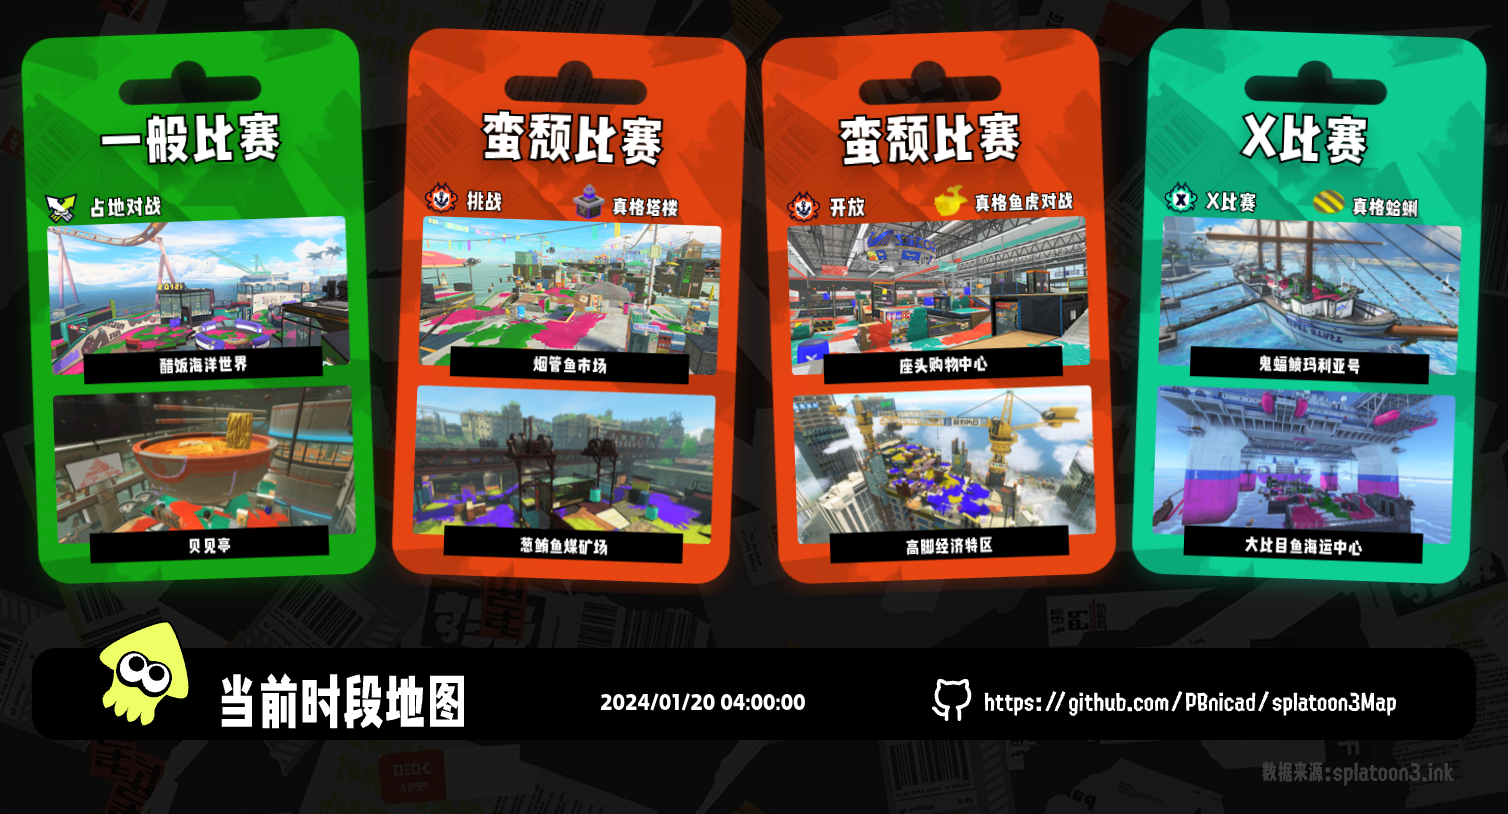 一般比赛
占地对战
醋饭海洋世界
贝见亭
蛮颓比赛
挑战
真格塔楼
烟管鱼市场
葱鲔鱼煤矿场
蛮颓比赛
开放
真格鱼虎对战
座头购物中心
高脚经济特区
X比赛
X比赛
真格蛤蜊
鬼蝠鲼玛利亚号
大比目鱼海运中心
当前时段地图
2024/01/20 04:00:00
https://github.com/PBnicad/splatoon3Map
数据来源:splatoon3.ink